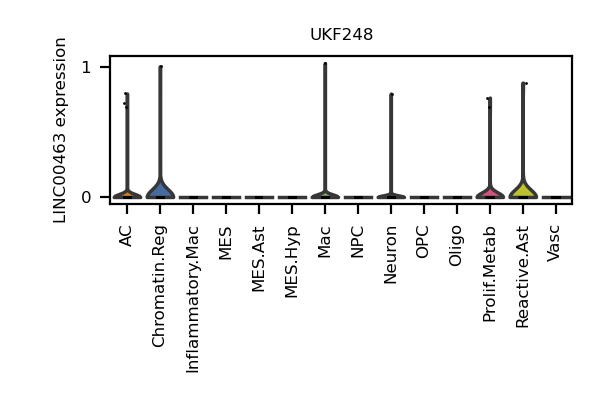 UKF248
LINC00463 expression
1
0
AC
Chromatin.Reg
Inflammatory.Mac
MES
MES.Ast
MES.Hyp
Mac
NPC
Neuron
OPC
Oligo
Prolif.Metab
Reactive.Ast
Vasc